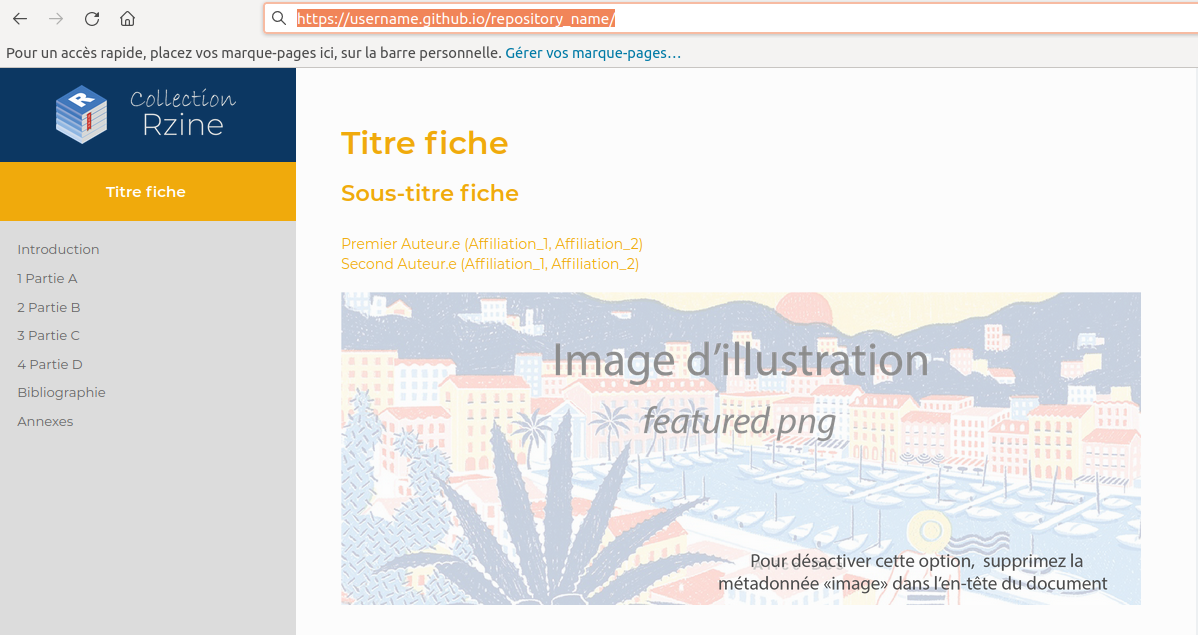 https://username.github.io/repository_name/
Pour un accès rapide, placez vos marque-pages ici, sur la barre personnelle. Gérer vos marque-pages…
Collection
Rzine
Titre fiche
Introduction
1 Partie A
2 Partie B
3 Partie C
4 Partie D
Bibliographie
Annexes
Titre fiche
Sous-titre fiche
Premier Auteur.e (Affiliation_1, Affiliation_2)
Second Auteur.e (Affiliation_1, Affiliation_2)
Image d’illustration
featured.png
Pour désactiver cette option, supprimez la
métadonnée «image» dans l’en-tête du document